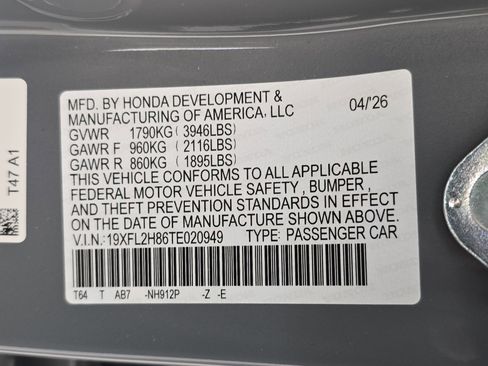 MFD. BY HONDA DEVELOPMENT &
MANUFACTURING OF AMERICA, LLC 04/'26
GVWR 1790KG (3946LBS)
GAWR F 960KG (2116LBS)
GAWR R 860KG (1895LBS)
THIS VEHICLE CONFORMS TO ALL APPLICABLE
FEDERAL MOTOR VEHICLE SAFETY , BUMPER ,
AND THEFT PREVENTION STANDARDS IN EFFECT
ON THE DATE OF MANUFACTURE SHOWN ABOVE.
V.I.N.: 19XFL2H86TE020949 TYPE: PASSENGER CAR
T64 T AB7 -NH912P -Z -E
T47 A1